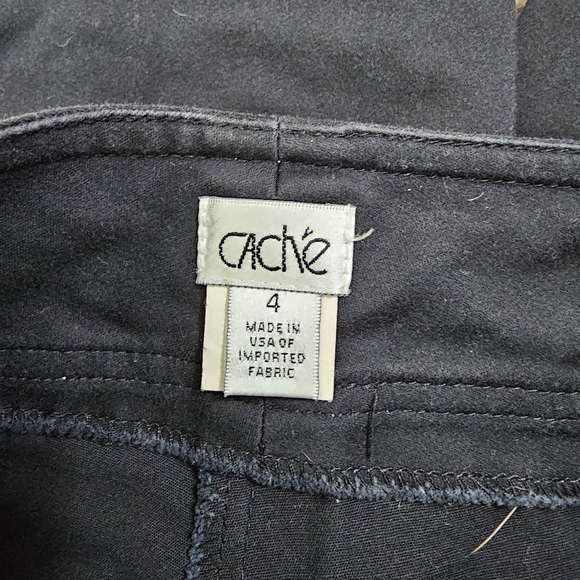 CAChé
4
MADE IN
USA OF
IMPORTED
FABRIC